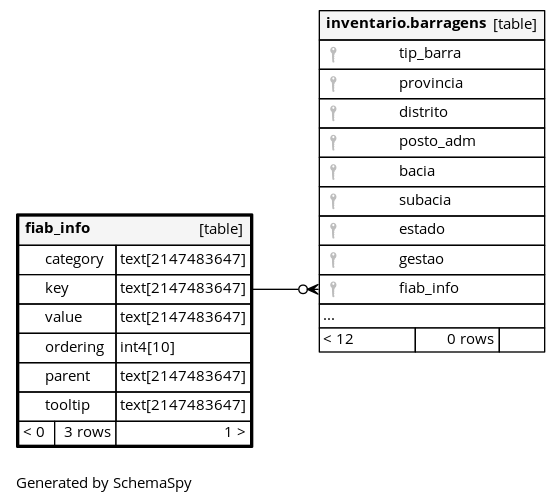 inventario.barragens [table]
tip_barra
provincia
distrito
posto_adm
bacia
subacia
estado
gestao
fiab_info
...
< 12 0 rows
fiab_info [table]
category text[2147483647]
key text[2147483647]
value text[2147483647]
ordering int4[10]
parent text[2147483647]
tooltip text[2147483647]
< 0 3 rows 1 >
Generated by SchemaSpy